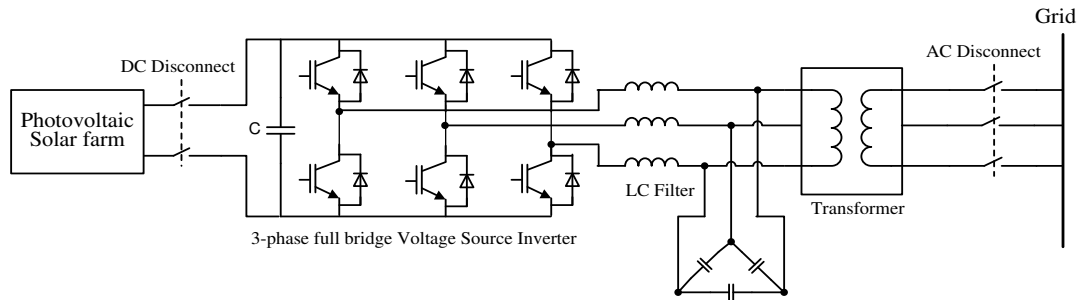 Grid
DC Disconnect
AC Disconnect
Photovoltaic
Solar farm
C
LC Filter
Transformer
3-phase full bridge Voltage Source Inverter